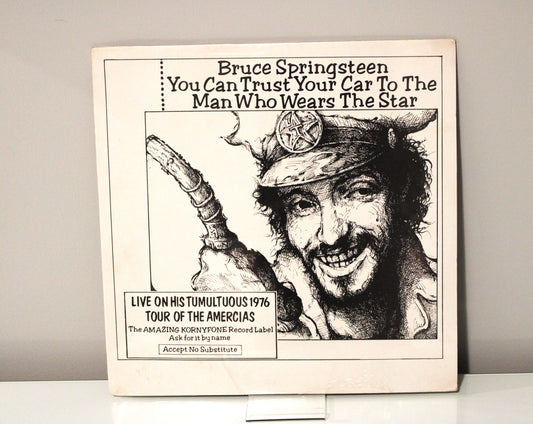 Bruce Springsteen
You Can Trust Your Car To The
Man Who Wears The Star
LIVE ON HIS TUMULTUOUS 1976
TOUR OF THE AMERCIAS
The AMAZING KORNYFONE Record Label
Ask for it by name
Accept No Substitute